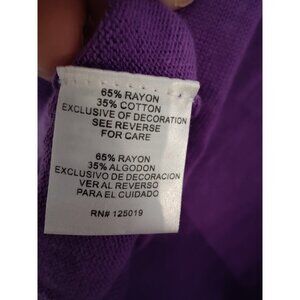 65% RAYON
35% COTTON
EXCLUSIVE OF DECORATION
SEE REVERSE
FOR CARE
65% RAYON
35% ALGODON
EXCLUSIVO DE DECORACION
VER AL REVERSO
PARA EL CUIDADO
RN# 125019